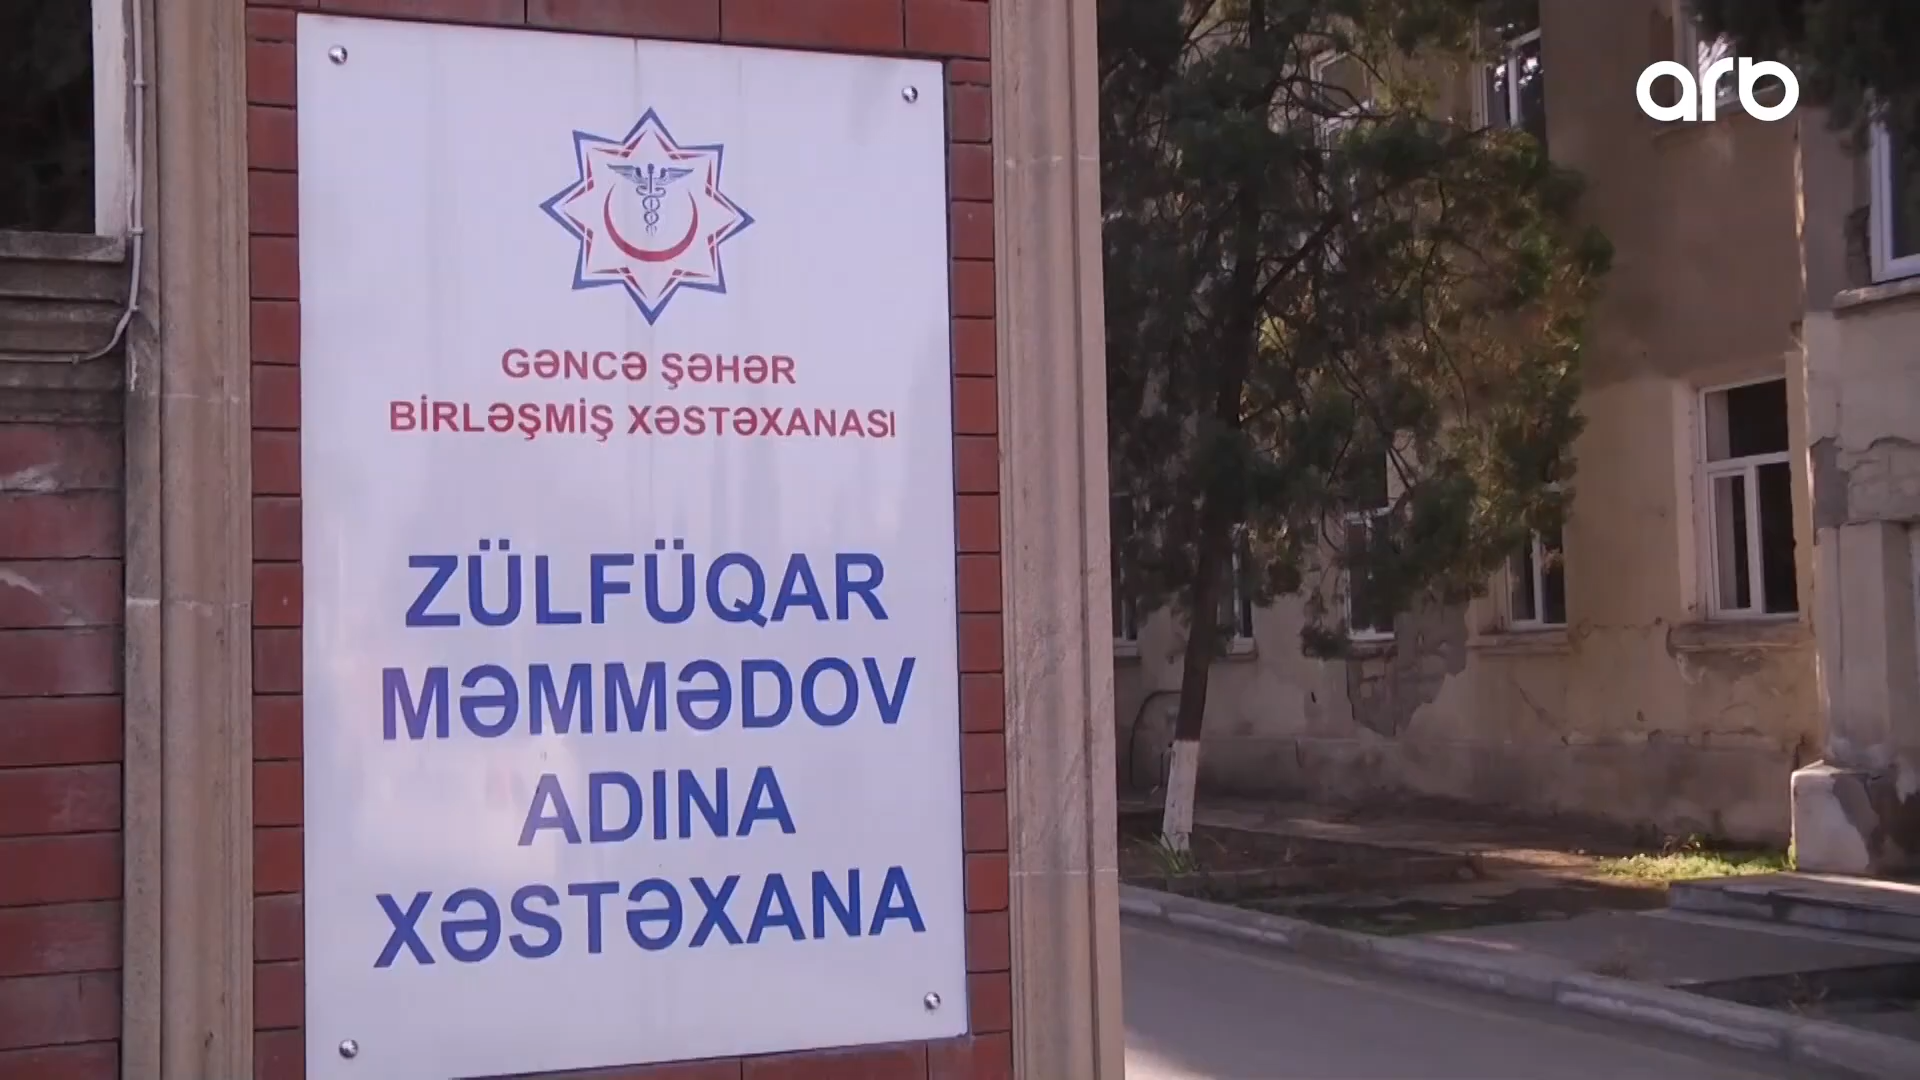 arb
GƏNCƏ ŞƏHƏR
BİRLƏŞMİŞ XƏSTƏXANASI
ZÜLFÜQAR
MƏMMƏDOV
ADINA
XƏSTƏXANA